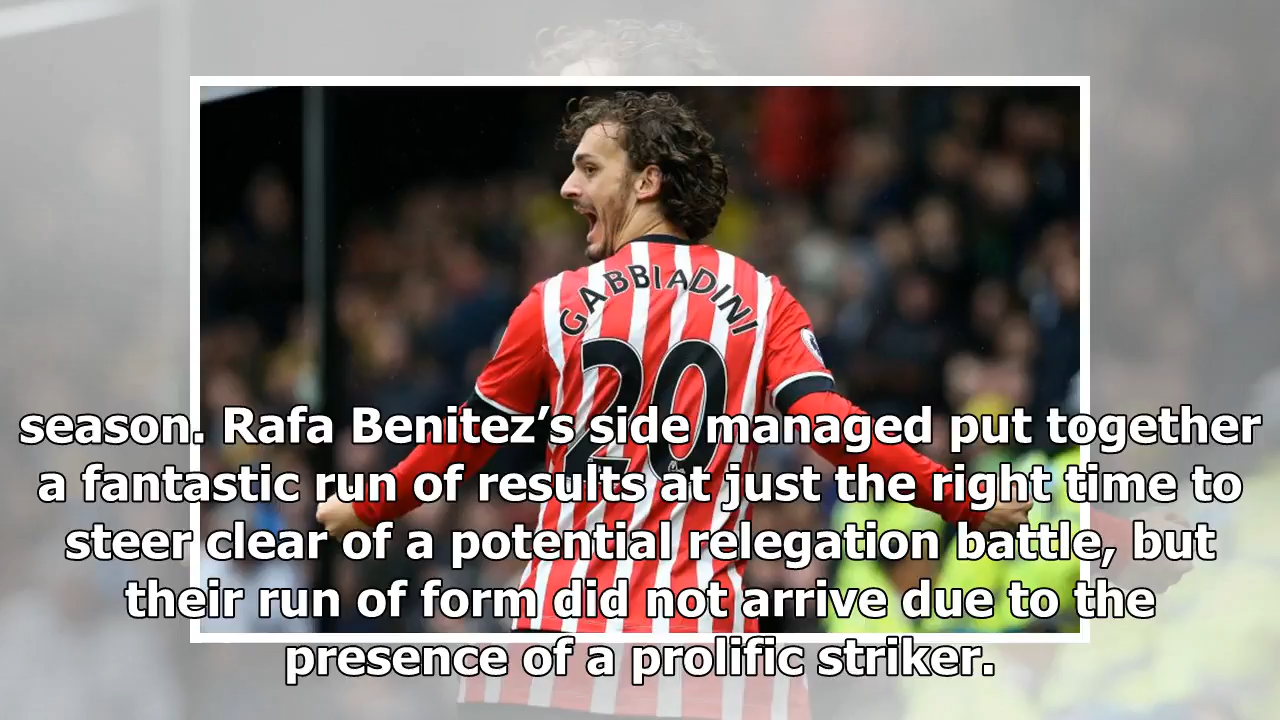 GABBIADINI
20
season. Rafa Benitez’s side managed put together
a fantastic run of results at just the right time to
steer clear of a potential relegation battle, but
their run of form did not arrive due to the
presence of a prolific striker.